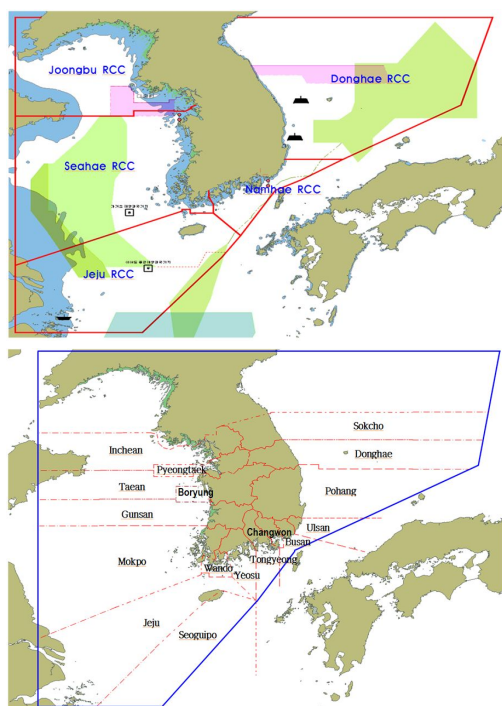 Joongbu RCC
Donghae RCC
Seahae RCC
Namhae RCC
Jeju RCC
Sokcho
Inchean
Donghae
Pyeongtaek
Taean
Boryung
Pohang
Gunsan
Ulsan
Changwon
Busan
Mokpo
Tongyeong
Wando
Yeosu
Jeju
Seoguipo